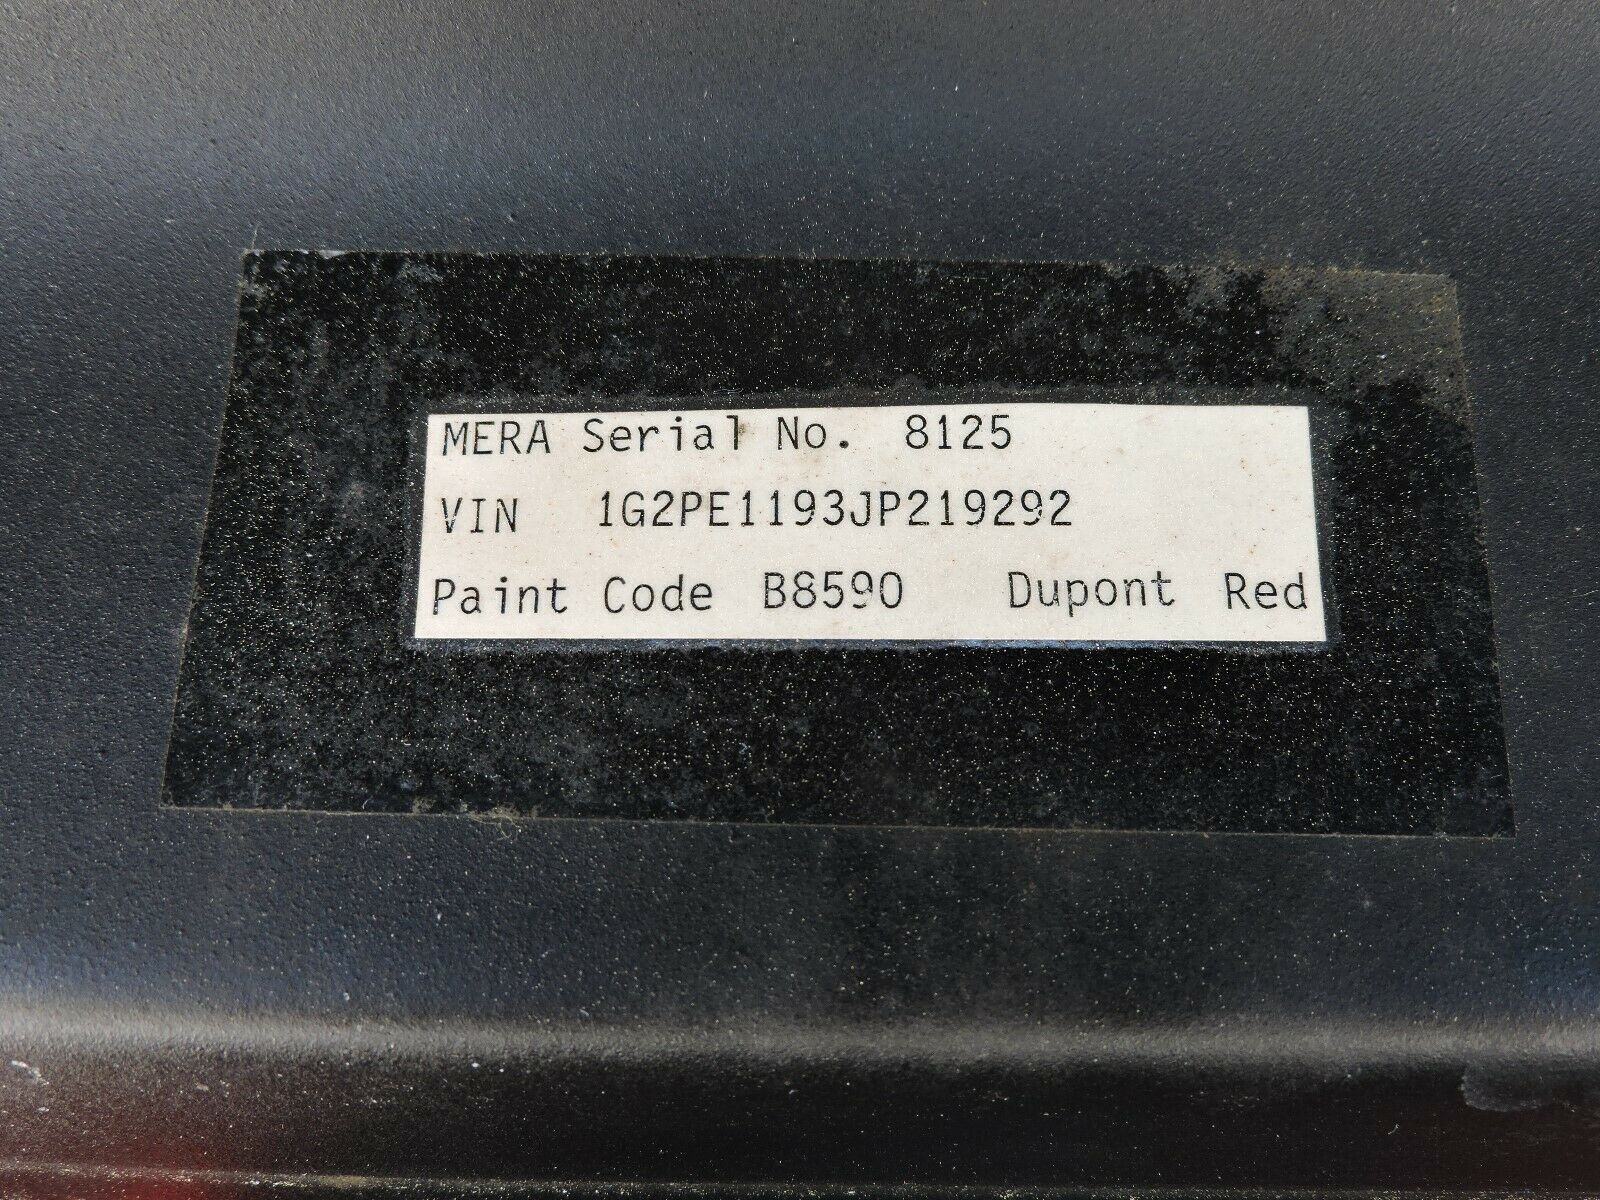 MERA Serial No. 8125
VIN 1G2PE1193JP219292
Paint Code B8590 Dupont Red